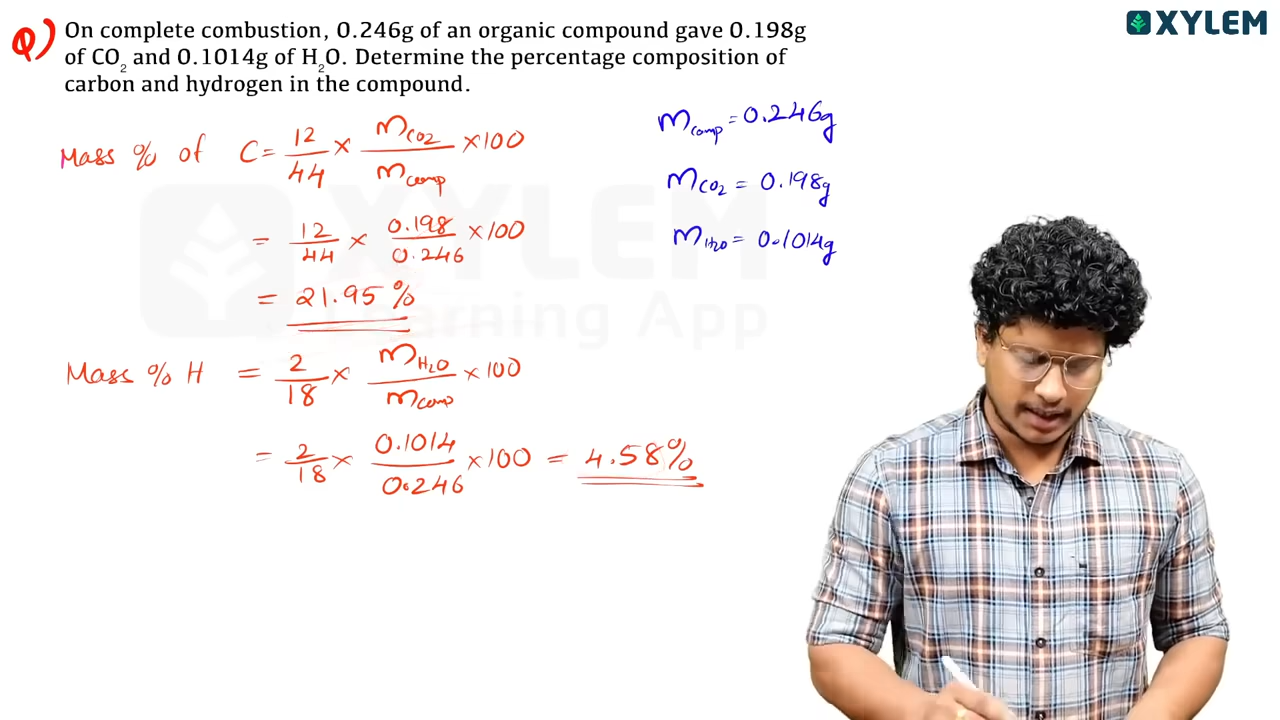 XYLEM
Q) On complete combustion, 0.246g of an organic compound gave 0.198g
of CO₂ and 0.1014g of H₂O. Determine the percentage composition of
carbon and hydrogen in the compound.
Mass % of C = 12/44 × mCO₂/mcomp × 100
= 12/44 × 0.198/0.246 × 100
= 21.95 %
Mass % H = 2/18 × mH₂O/mcomp × 100
= 2/18 × 0.1014/0.246 × 100 = 4.58%
mcomp = 0.246g
mCO₂ = 0.198g
mH₂O = 0.1014g
XYLEM
Learning App